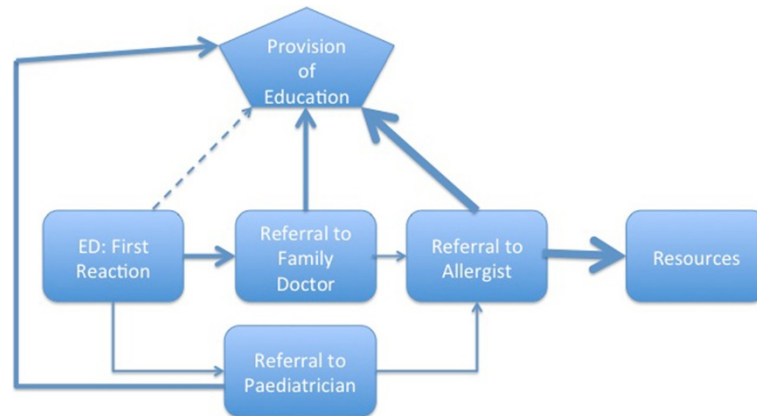 Provision
of
Education
ED: First
Reaction
Referral to
Family
Doctor
Referral to
Allergist
Resources
Referral to
Paediatrician